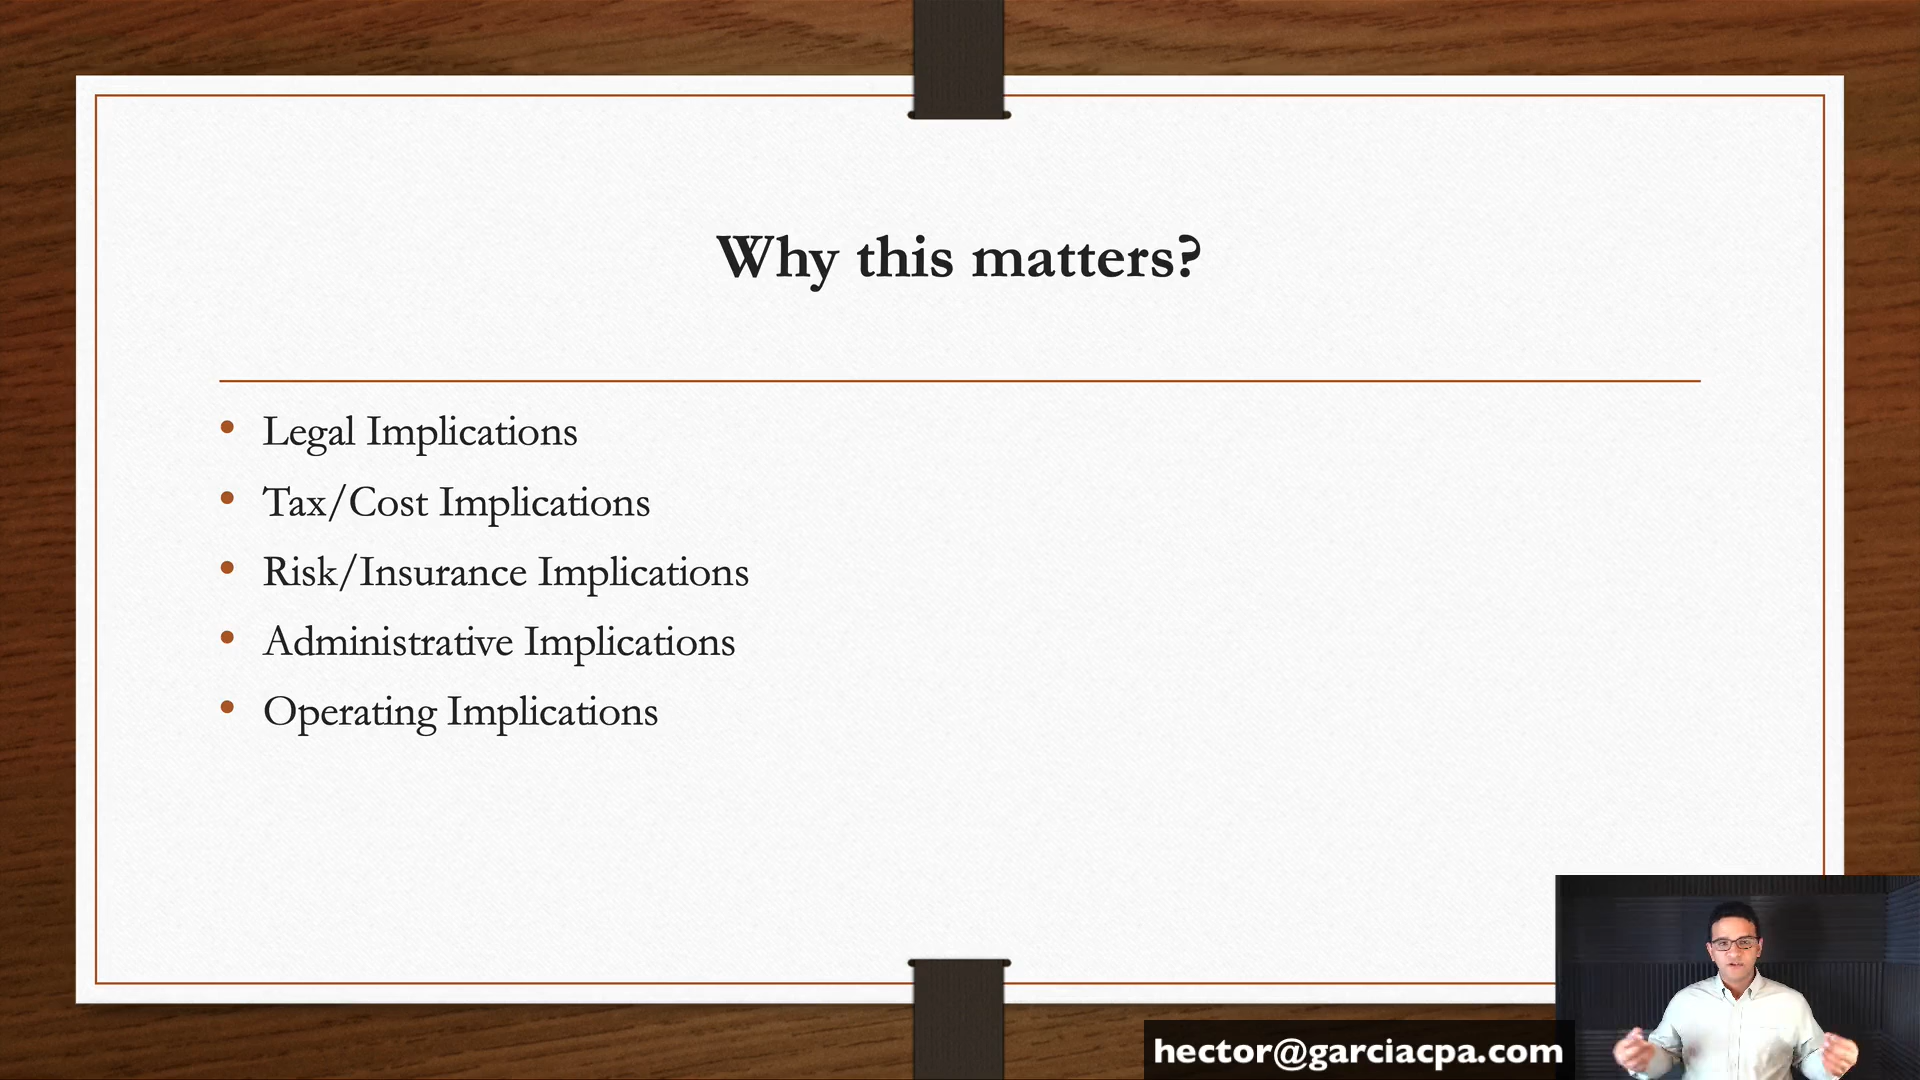 Why this matters?
• Legal Implications
• Tax/Cost Implications
• Risk/Insurance Implications
• Administrative Implications
• Operating Implications
hector@garciacpa.com